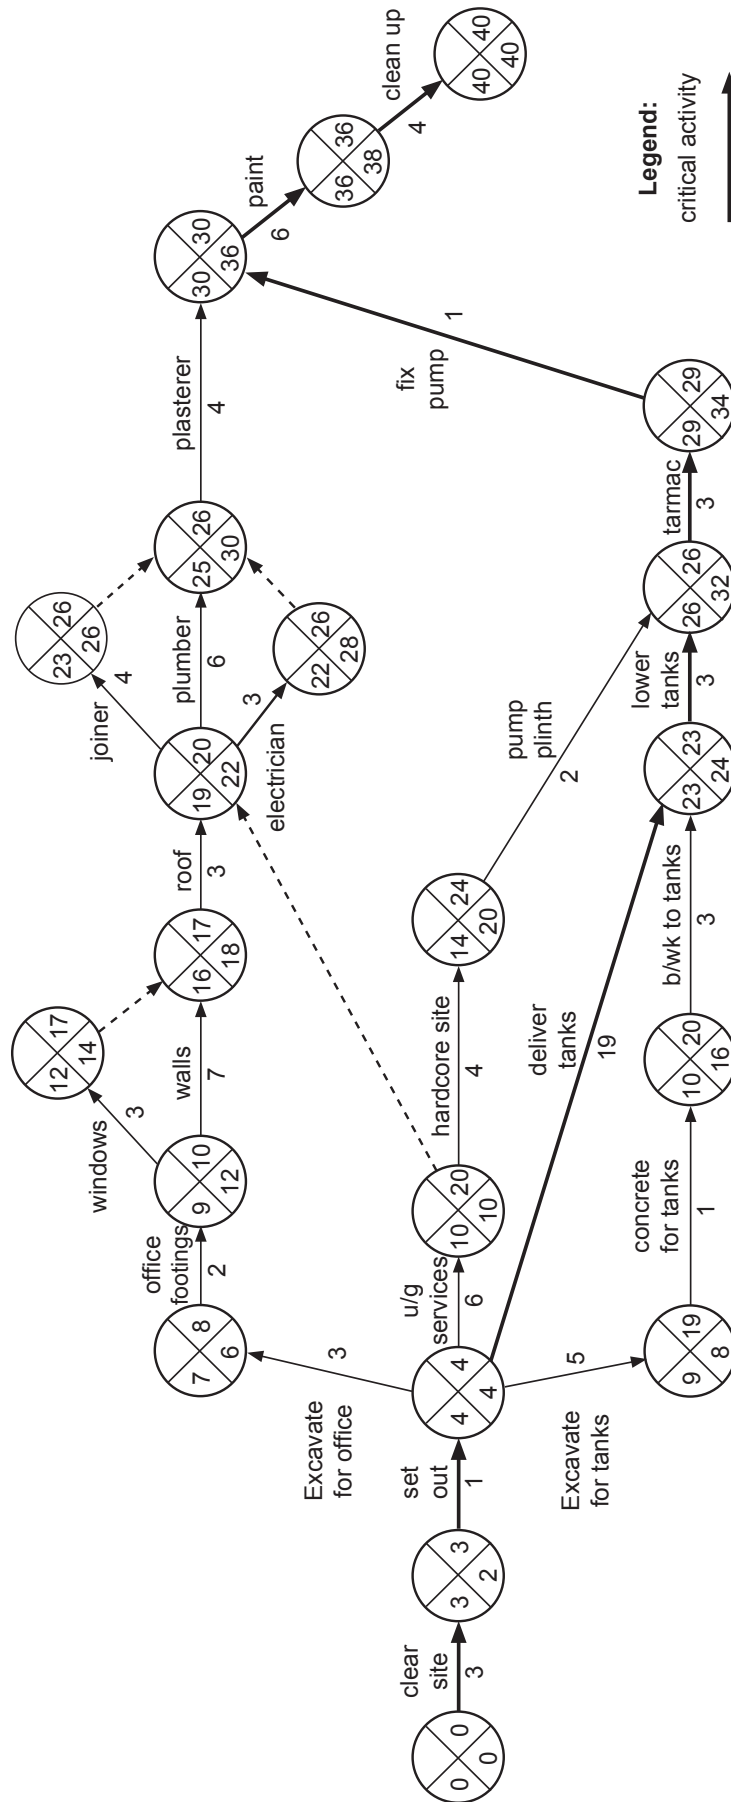 clear
site
3
0
0
0
set
out
1
3
3
2
4
4
4
Excavate
for office
3
7
8
6
office
footings
2
9
10
12
windows
3
12
17
14
walls
7
16
17
18
roof
3
19
20
22
joiner
4
23
26
26
plumber
6
25
26
30
electrician
3
22
26
28
plasterer
4
30
30
36
paint
6
36
36
38
clean up
4
40
40
40
u/g
services
6
10
20
10
hardcore site
4
14
24
20
pump
plinth
2
deliver
tanks
19
Excavate
for tanks
5
9
19
8
concrete
for tanks
1
10
20
16
b/wk to tanks
3
23
23
24
lower
tanks
3
26
26
32
tarmac
3
29
29
34
fix
pump
1
Legend:
critical activity